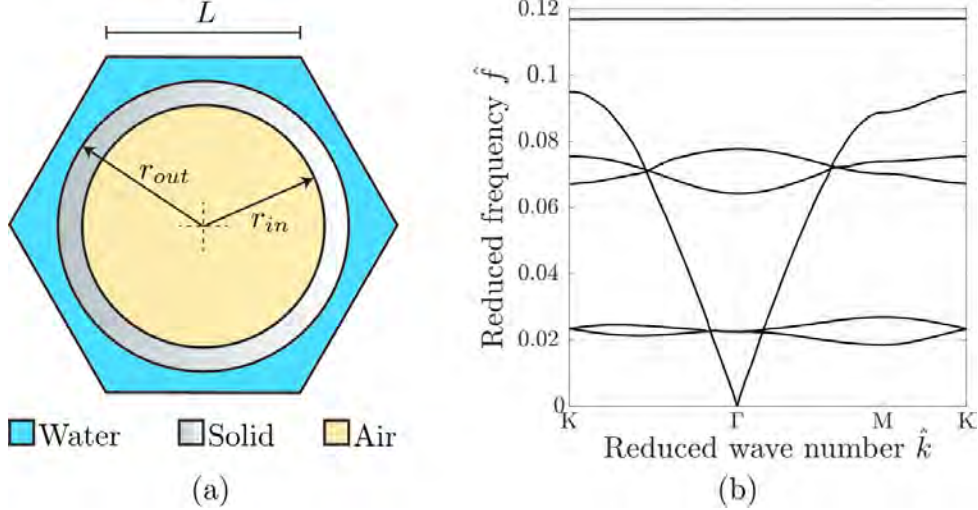 L
r_out
r_in
Water
Solid
Air
(a)
0.12
0.1
0.08
0.06
0.04
0.02
0
Reduced frequency f̂
K
Γ
M
K
Reduced wave number k̂
(b)